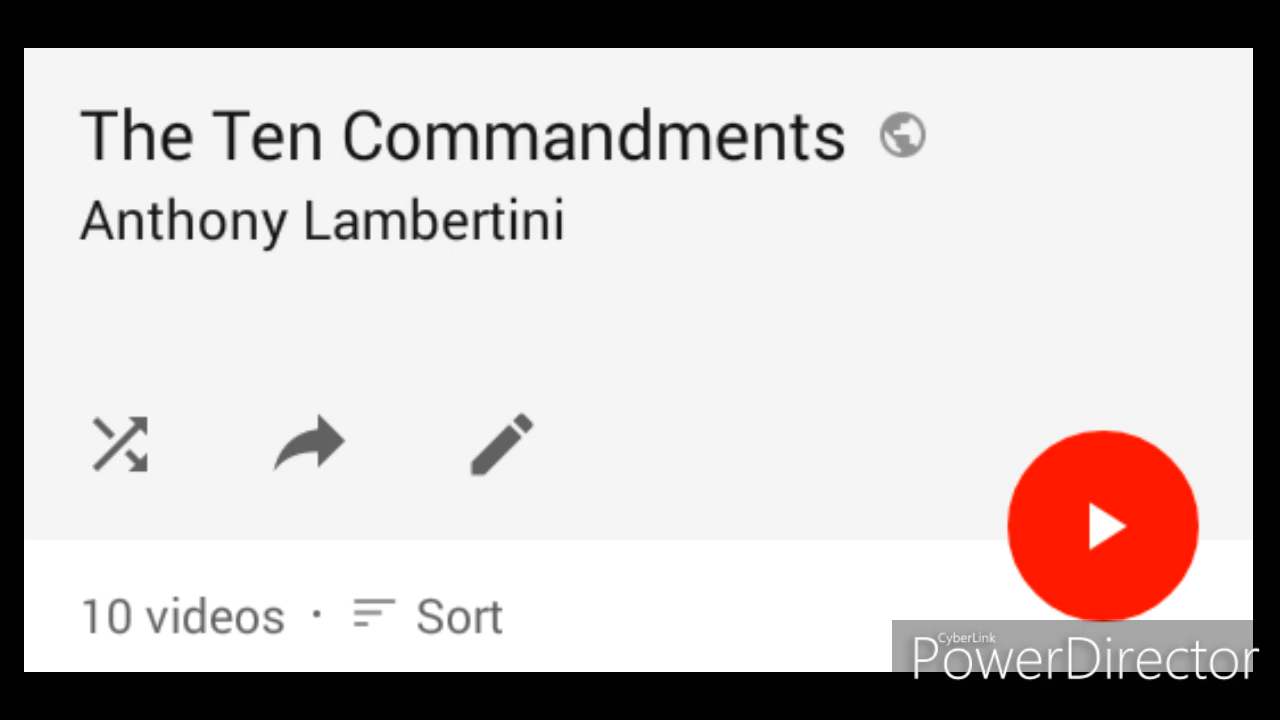 The Ten Commandments
Anthony Lambertini
10 videos · Sort
CyberLink
PowerDirector